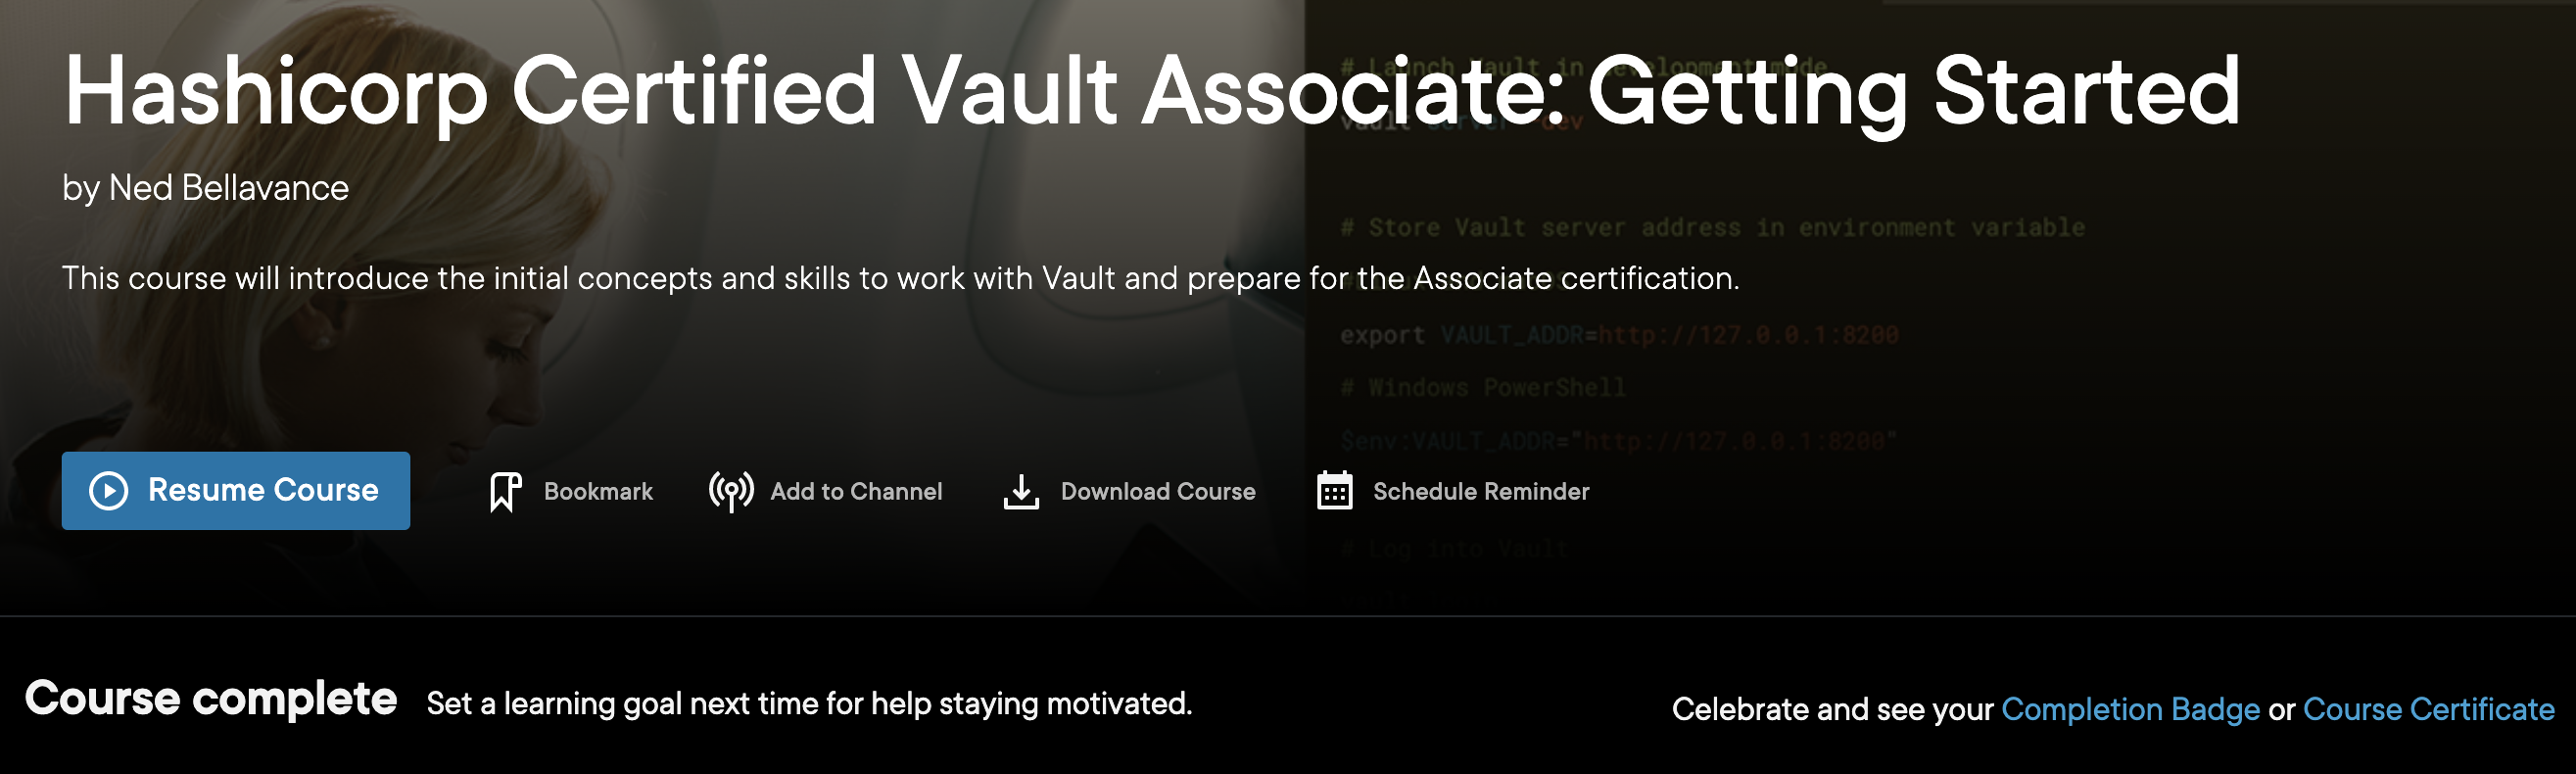 Hashicorp Certified Vault Associate: Getting Started
# Launch Vault in development mode
vault server -dev
by Ned Bellavance
# Store Vault server address in environment variable
This course will introduce the initial concepts and skills to work with Vault and prepare for the Associate certification.
export VAULT_ADDR=http://127.0.0.1:8200
# Windows PowerShell
$env:VAULT_ADDR="http://127.0.0.1:8200"
Resume Course Bookmark Add to Channel Download Course Schedule Reminder
# Log into Vault
Course complete Set a learning goal next time for help staying motivated. Celebrate and see your Completion Badge or Course Certificate